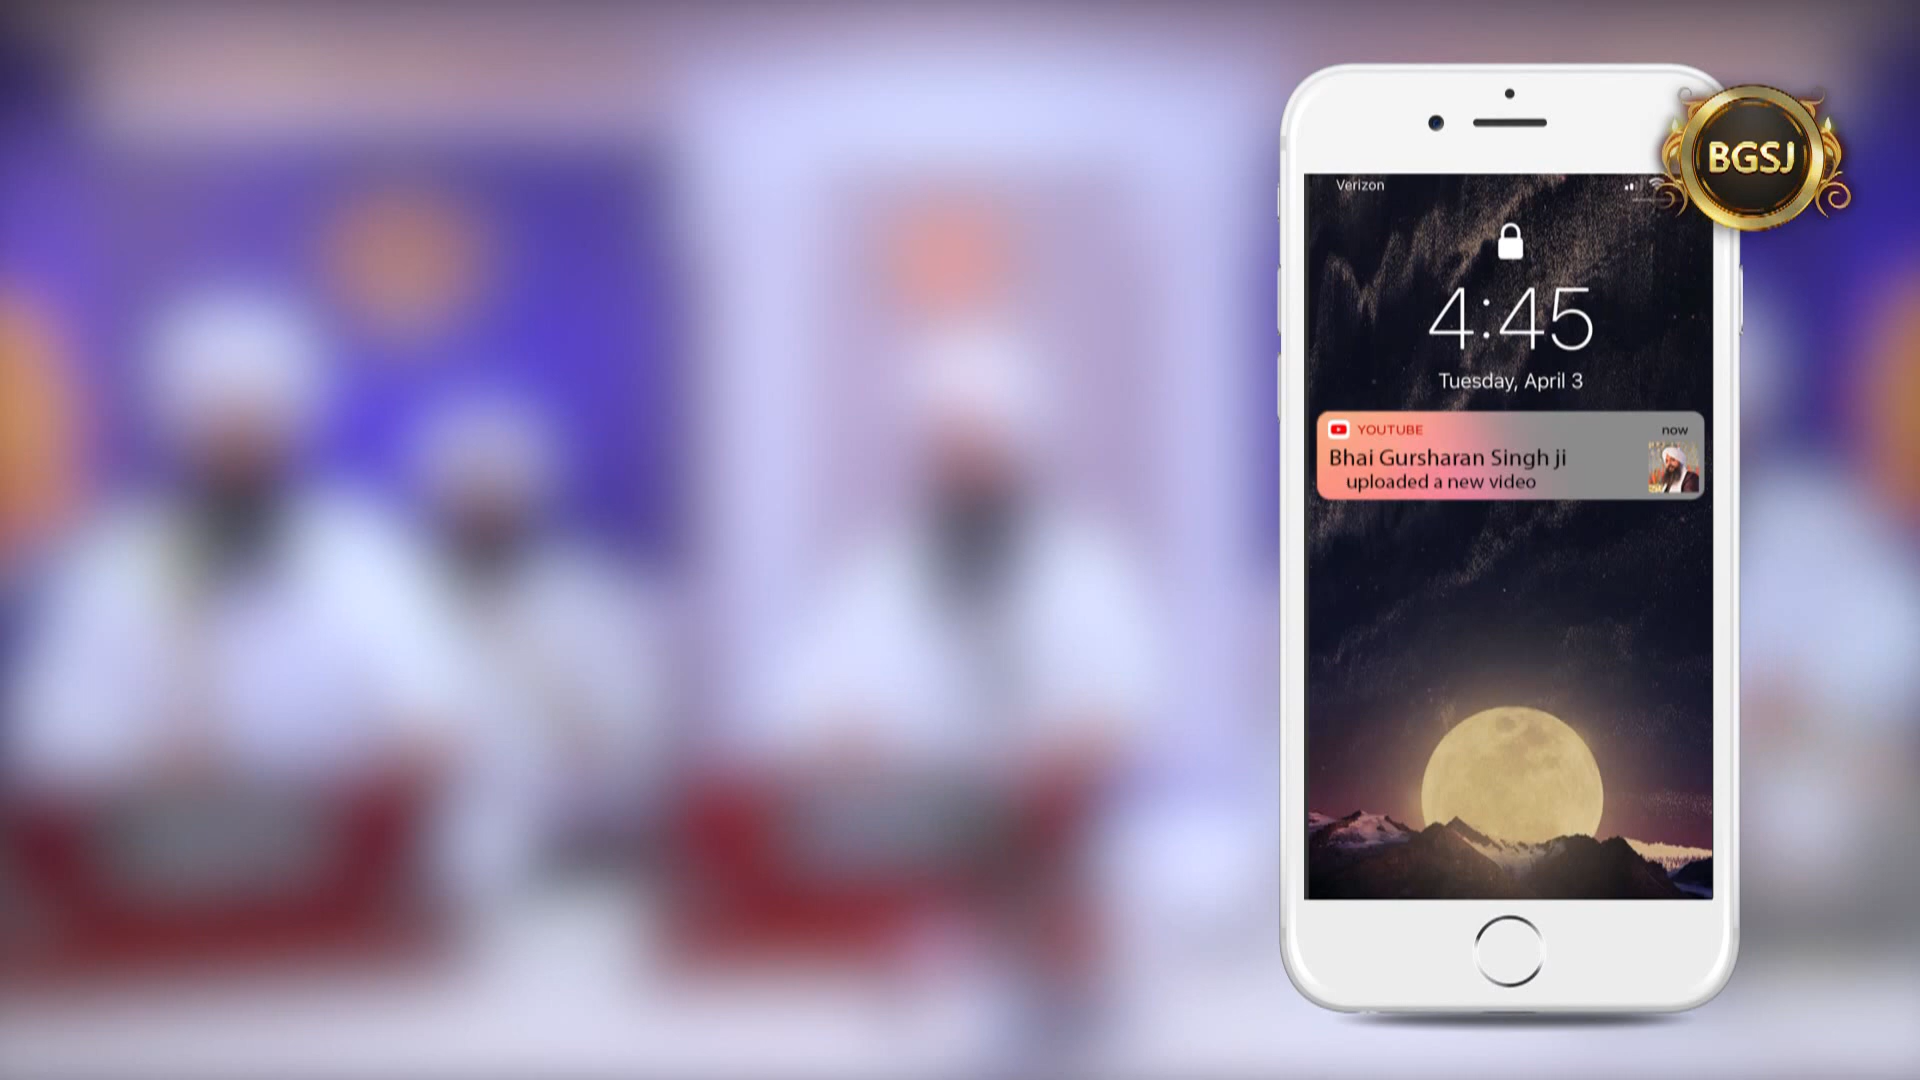 BGSJ
Verizon
4:45
Tuesday, April 3
YOUTUBE now
Bhai Gursharan Singh ji
uploaded a new video